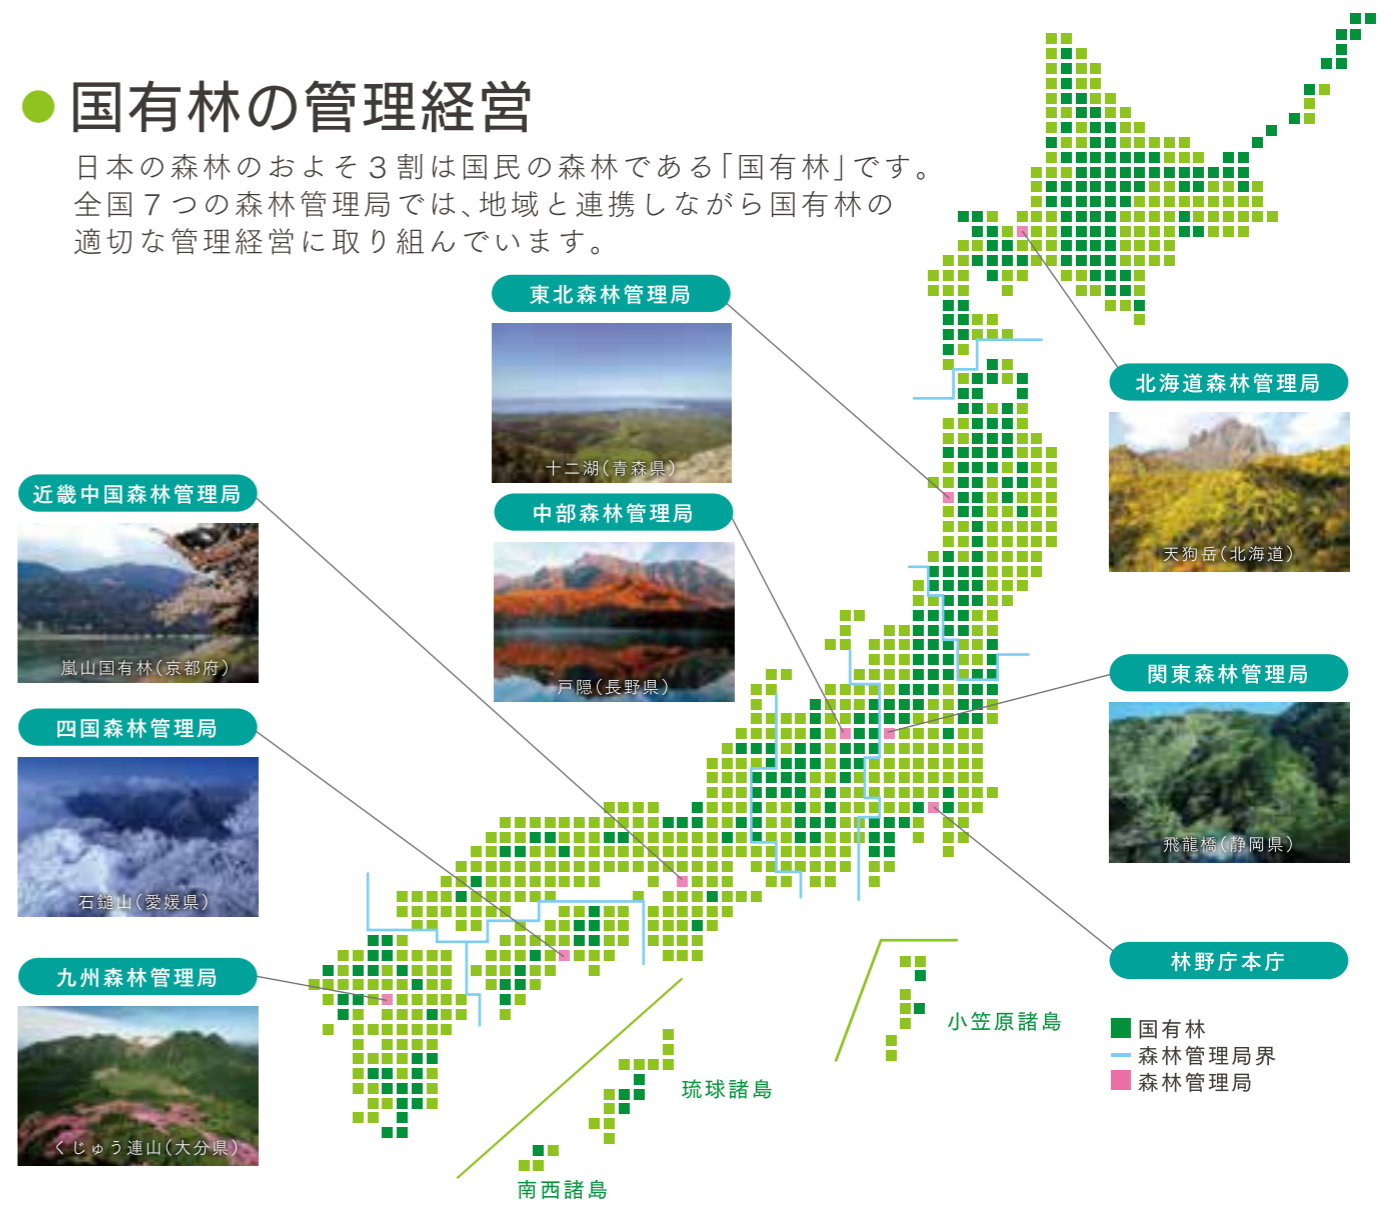 国有林の管理経営
日本の森林のおよそ3割は国民の森林である「国有林」です。
全国7つの森林管理局では、地域と連携しながら国有林の
適切な管理経営に取り組んでいます。
東北森林管理局
十二湖(青森県)
北海道森林管理局
天狗岳(北海道)
近畿中国森林管理局
嵐山国有林(京都府)
中部森林管理局
戸隠(長野県)
関東森林管理局
飛龍橋(静岡県)
四国森林管理局
石鎚山(愛媛県)
林野庁本庁
九州森林管理局
くじゅう連山(大分県)
小笠原諸島
琉球諸島
南西諸島
国有林
森林管理局界
森林管理局